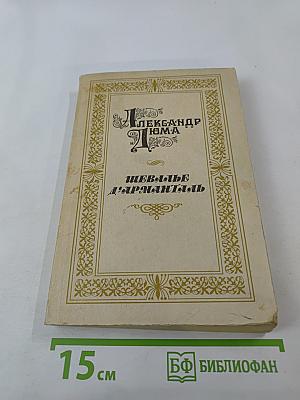 Александр
Дюма
ШЕВАЛЬЕ
Д'АРМАНТАЛЬ
15 см
БФ БИБЛИОФАН